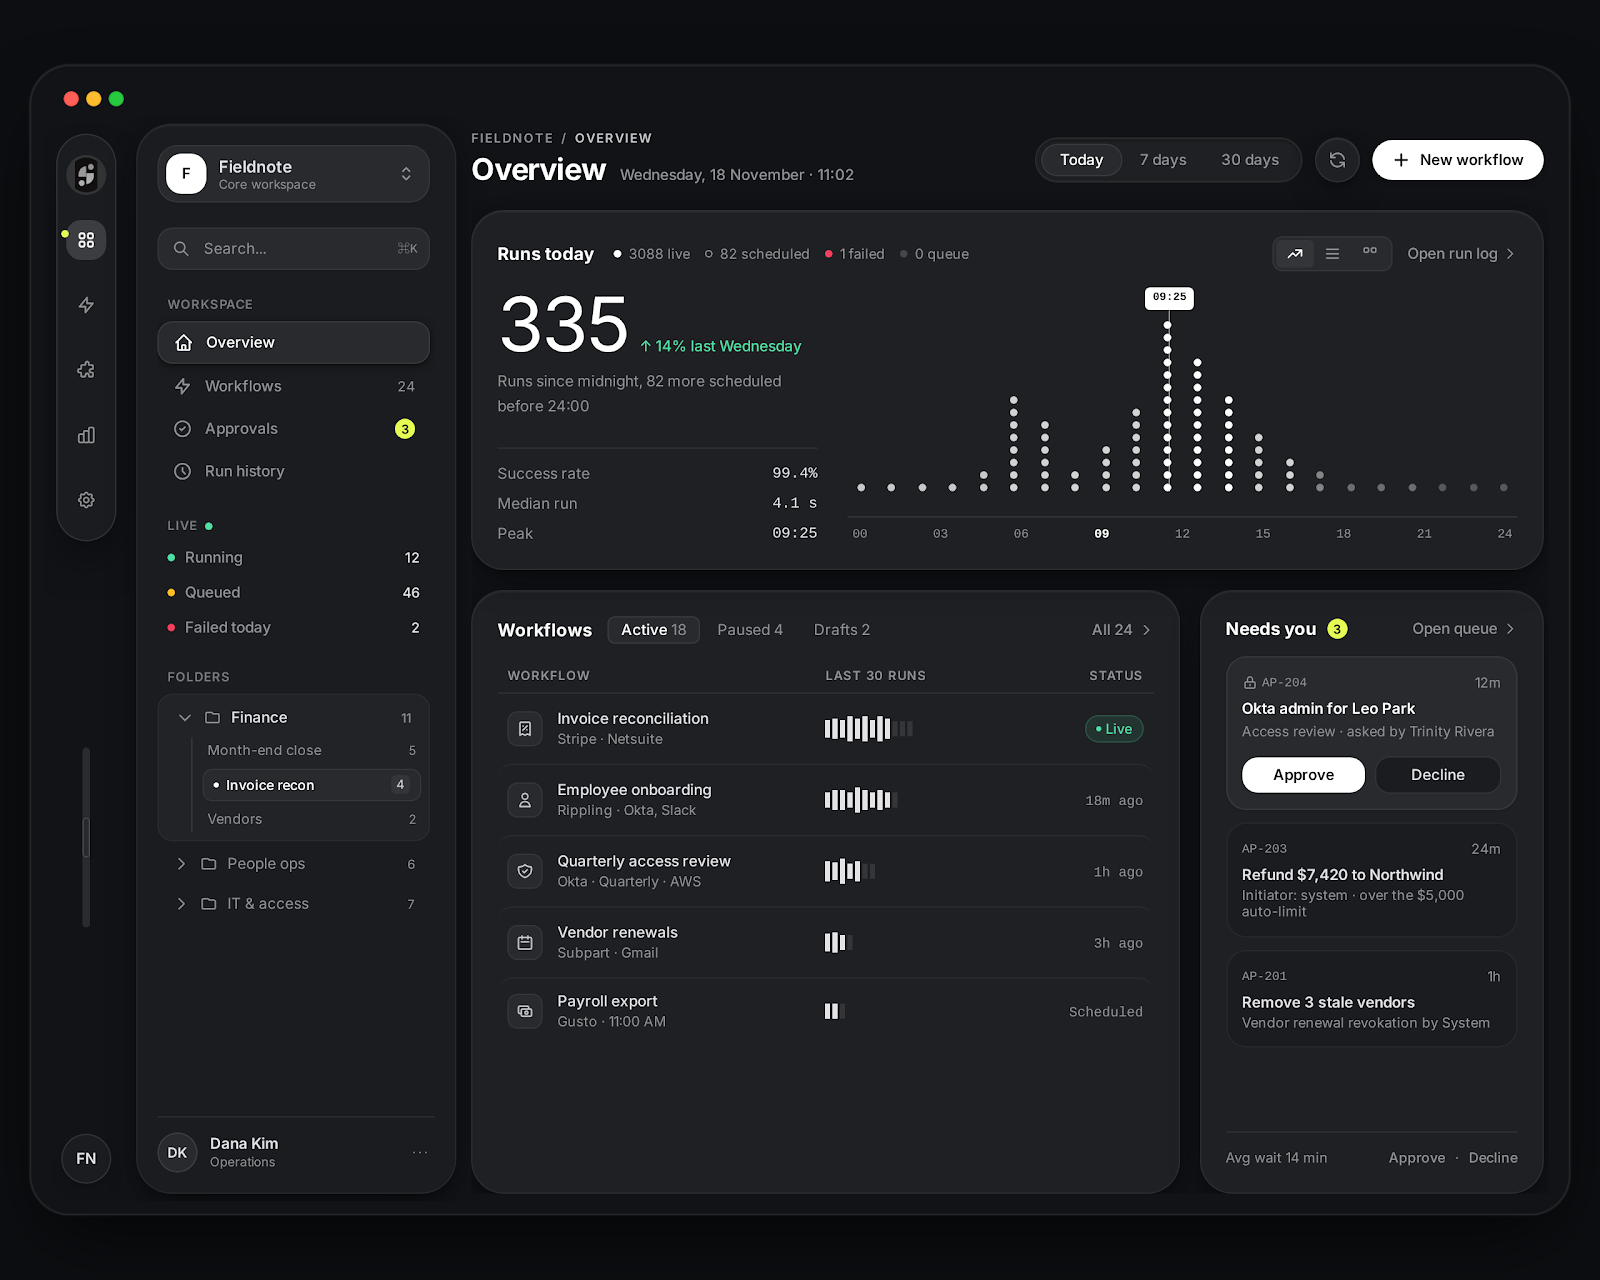 F
Fieldnote
Core workspace
Search...
⌘K
WORKSPACE
Overview
Workflows 24
Approvals 3
Run history
LIVE
Running 12
Queued 46
Failed today 2
FOLDERS
Finance 11
Month-end close 5
Invoice recon 4
Vendors 2
People ops 6
IT & access 7
DK
Dana Kim
Operations
...
FN
FIELDNOTE / OVERVIEW
Overview Wednesday, 18 November · 11:02
Today 7 days 30 days
+ New workflow
Runs today 3088 live 82 scheduled 1 failed 0 queue
Open run log
335 ↑ 14% last Wednesday
Runs since midnight, 82 more scheduled
before 24:00
Success rate 99.4%
Median run 4.1 s
Peak 09:25
09:25
00 03 06 09 12 15 18 21 24
Workflows Active 18 Paused 4 Drafts 2 All 24
WORKFLOW LAST 30 RUNS STATUS
Invoice reconciliation
Stripe · Netsuite
Live
Employee onboarding
Rippling · Okta, Slack
18m ago
Quarterly access review
Okta · Quarterly · AWS
1h ago
Vendor renewals
Subpart · Gmail
3h ago
Payroll export
Gusto · 11:00 AM
Scheduled
Needs you 3 Open queue
AP-204 12m
Okta admin for Leo Park
Access review · asked by Trinity Rivera
Approve Decline
AP-203 24m
Refund $7,420 to Northwind
Initiator: system · over the $5,000
auto-limit
AP-201 1h
Remove 3 stale vendors
Vendor renewal revokation by System
Avg wait 14 min Approve · Decline